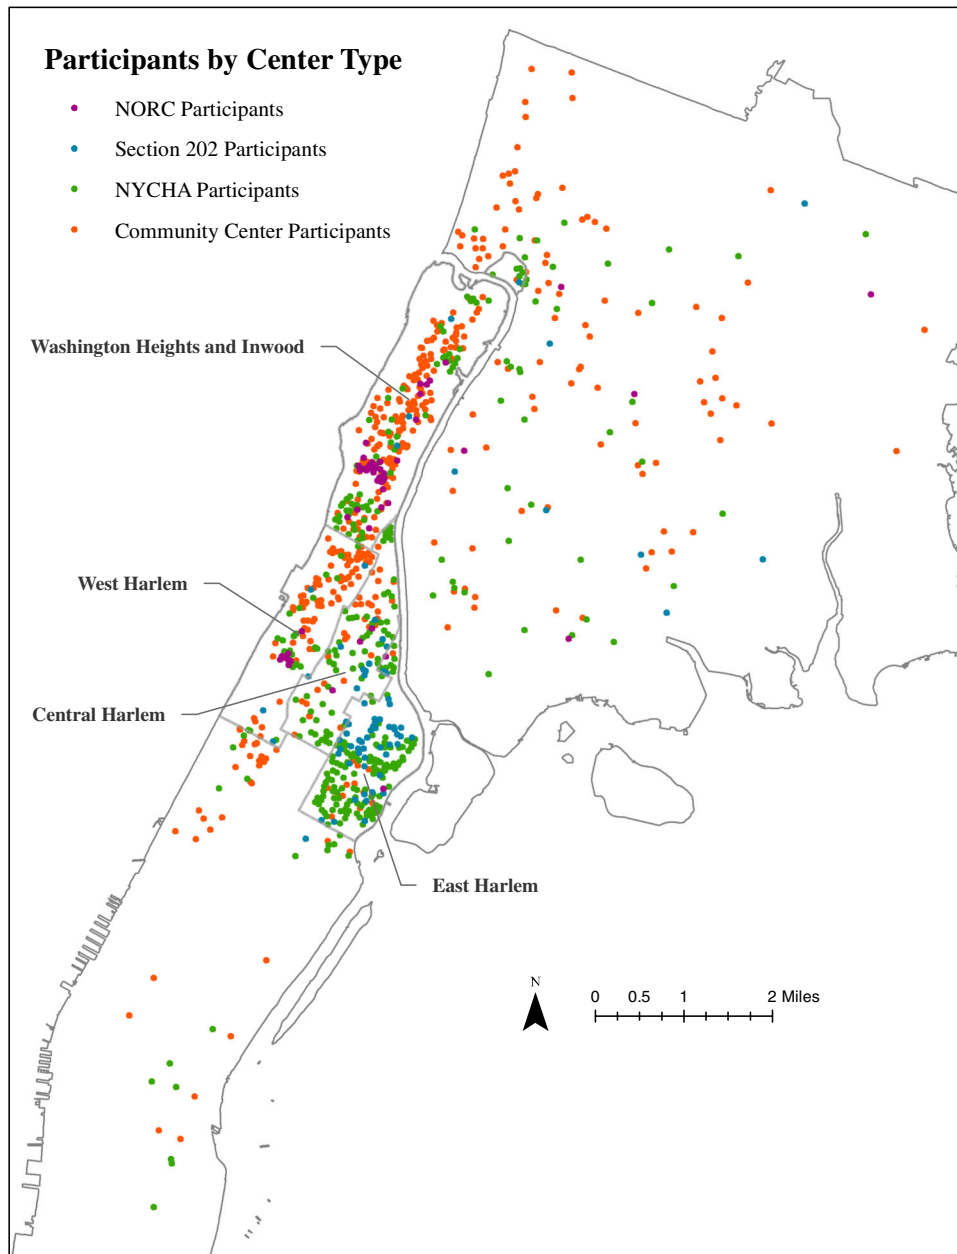 Participants by Center Type
NORC Participants
Section 202 Participants
NYCHA Participants
Community Center Participants
Washington Heights and Inwood
West Harlem
Central Harlem
East Harlem
N
0 0.5 1 2 Miles